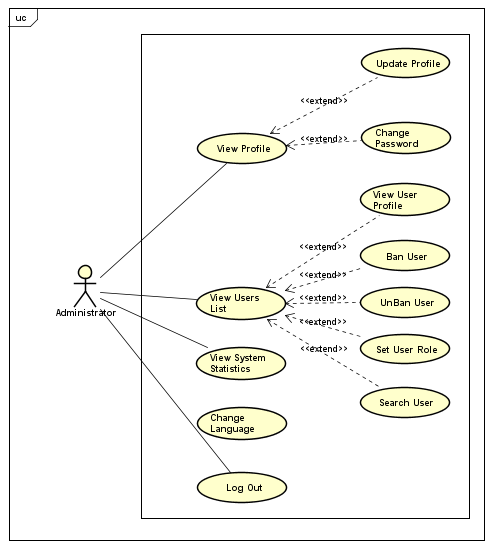 uc
Update Profile
<<extend>>
Change
Password
<<extend>>
View Profile
View User
Profile
<<extend>>
Ban User
<<extend>>
Administrator
View Users
List
<<extend>>
UnBan User
<<extend>>
Set User Role
<<extend>>
View System
Statistics
Search User
Change
Language
Log Out